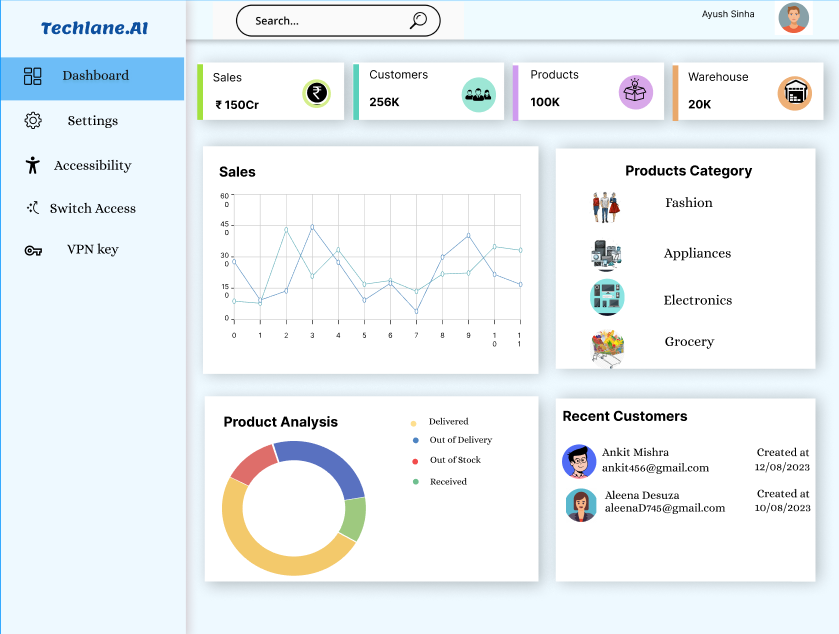 Techlane.AI
Search...
Ayush Sinha
Dashboard
Settings
Accessibility
Switch Access
VPN key
Sales
₹ 150Cr
Customers
256K
Products
100K
Warehouse
20K
Sales
60
0
45
0
30
0
15
0
0
0 1 2 3 4 5 6 7 8 9 1 1
0 1
Products Category
Fashion
Appliances
Electronics
Grocery
Product Analysis
Delivered
Out of Delivery
Out of Stock
Received
Recent Customers
Ankit Mishra Created at
ankit456@gmail.com 12/08/2023
Aleena Desuza Created at
aleenaD745@gmail.com 10/08/2023